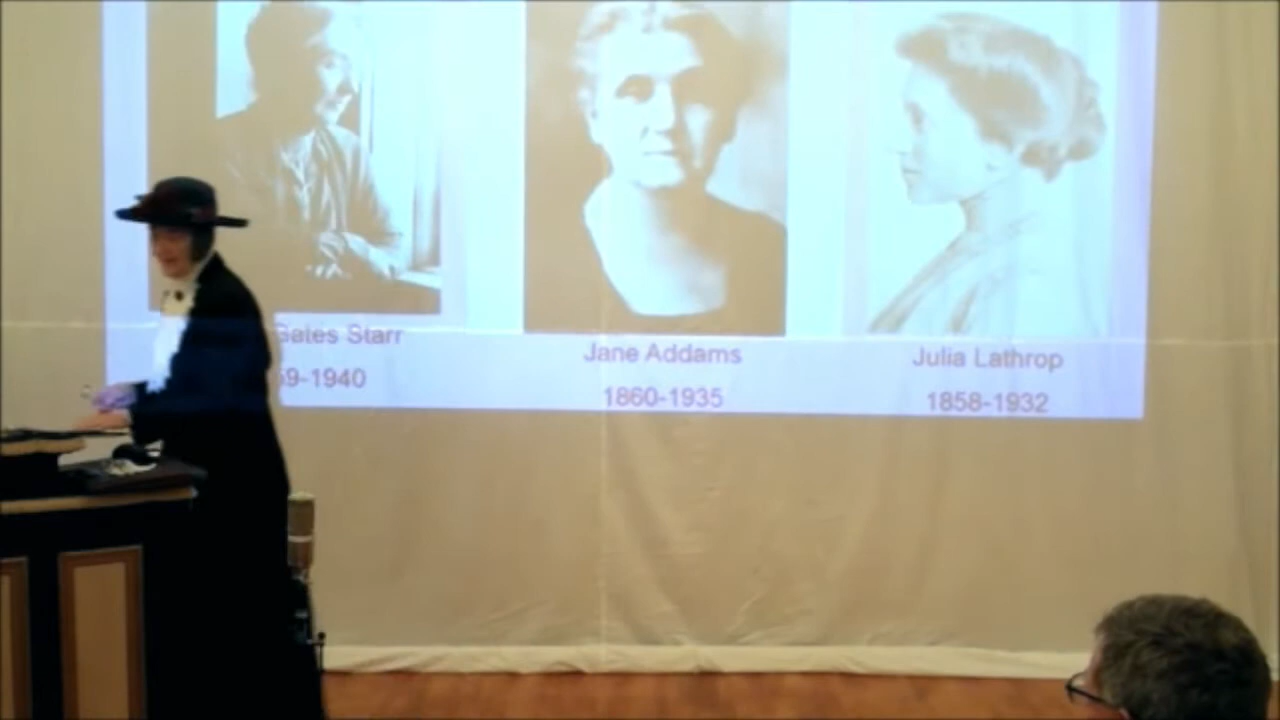 Gates Starr
59-1940
Jane Addams
1860-1935
Julia Lathrop
1858-1932